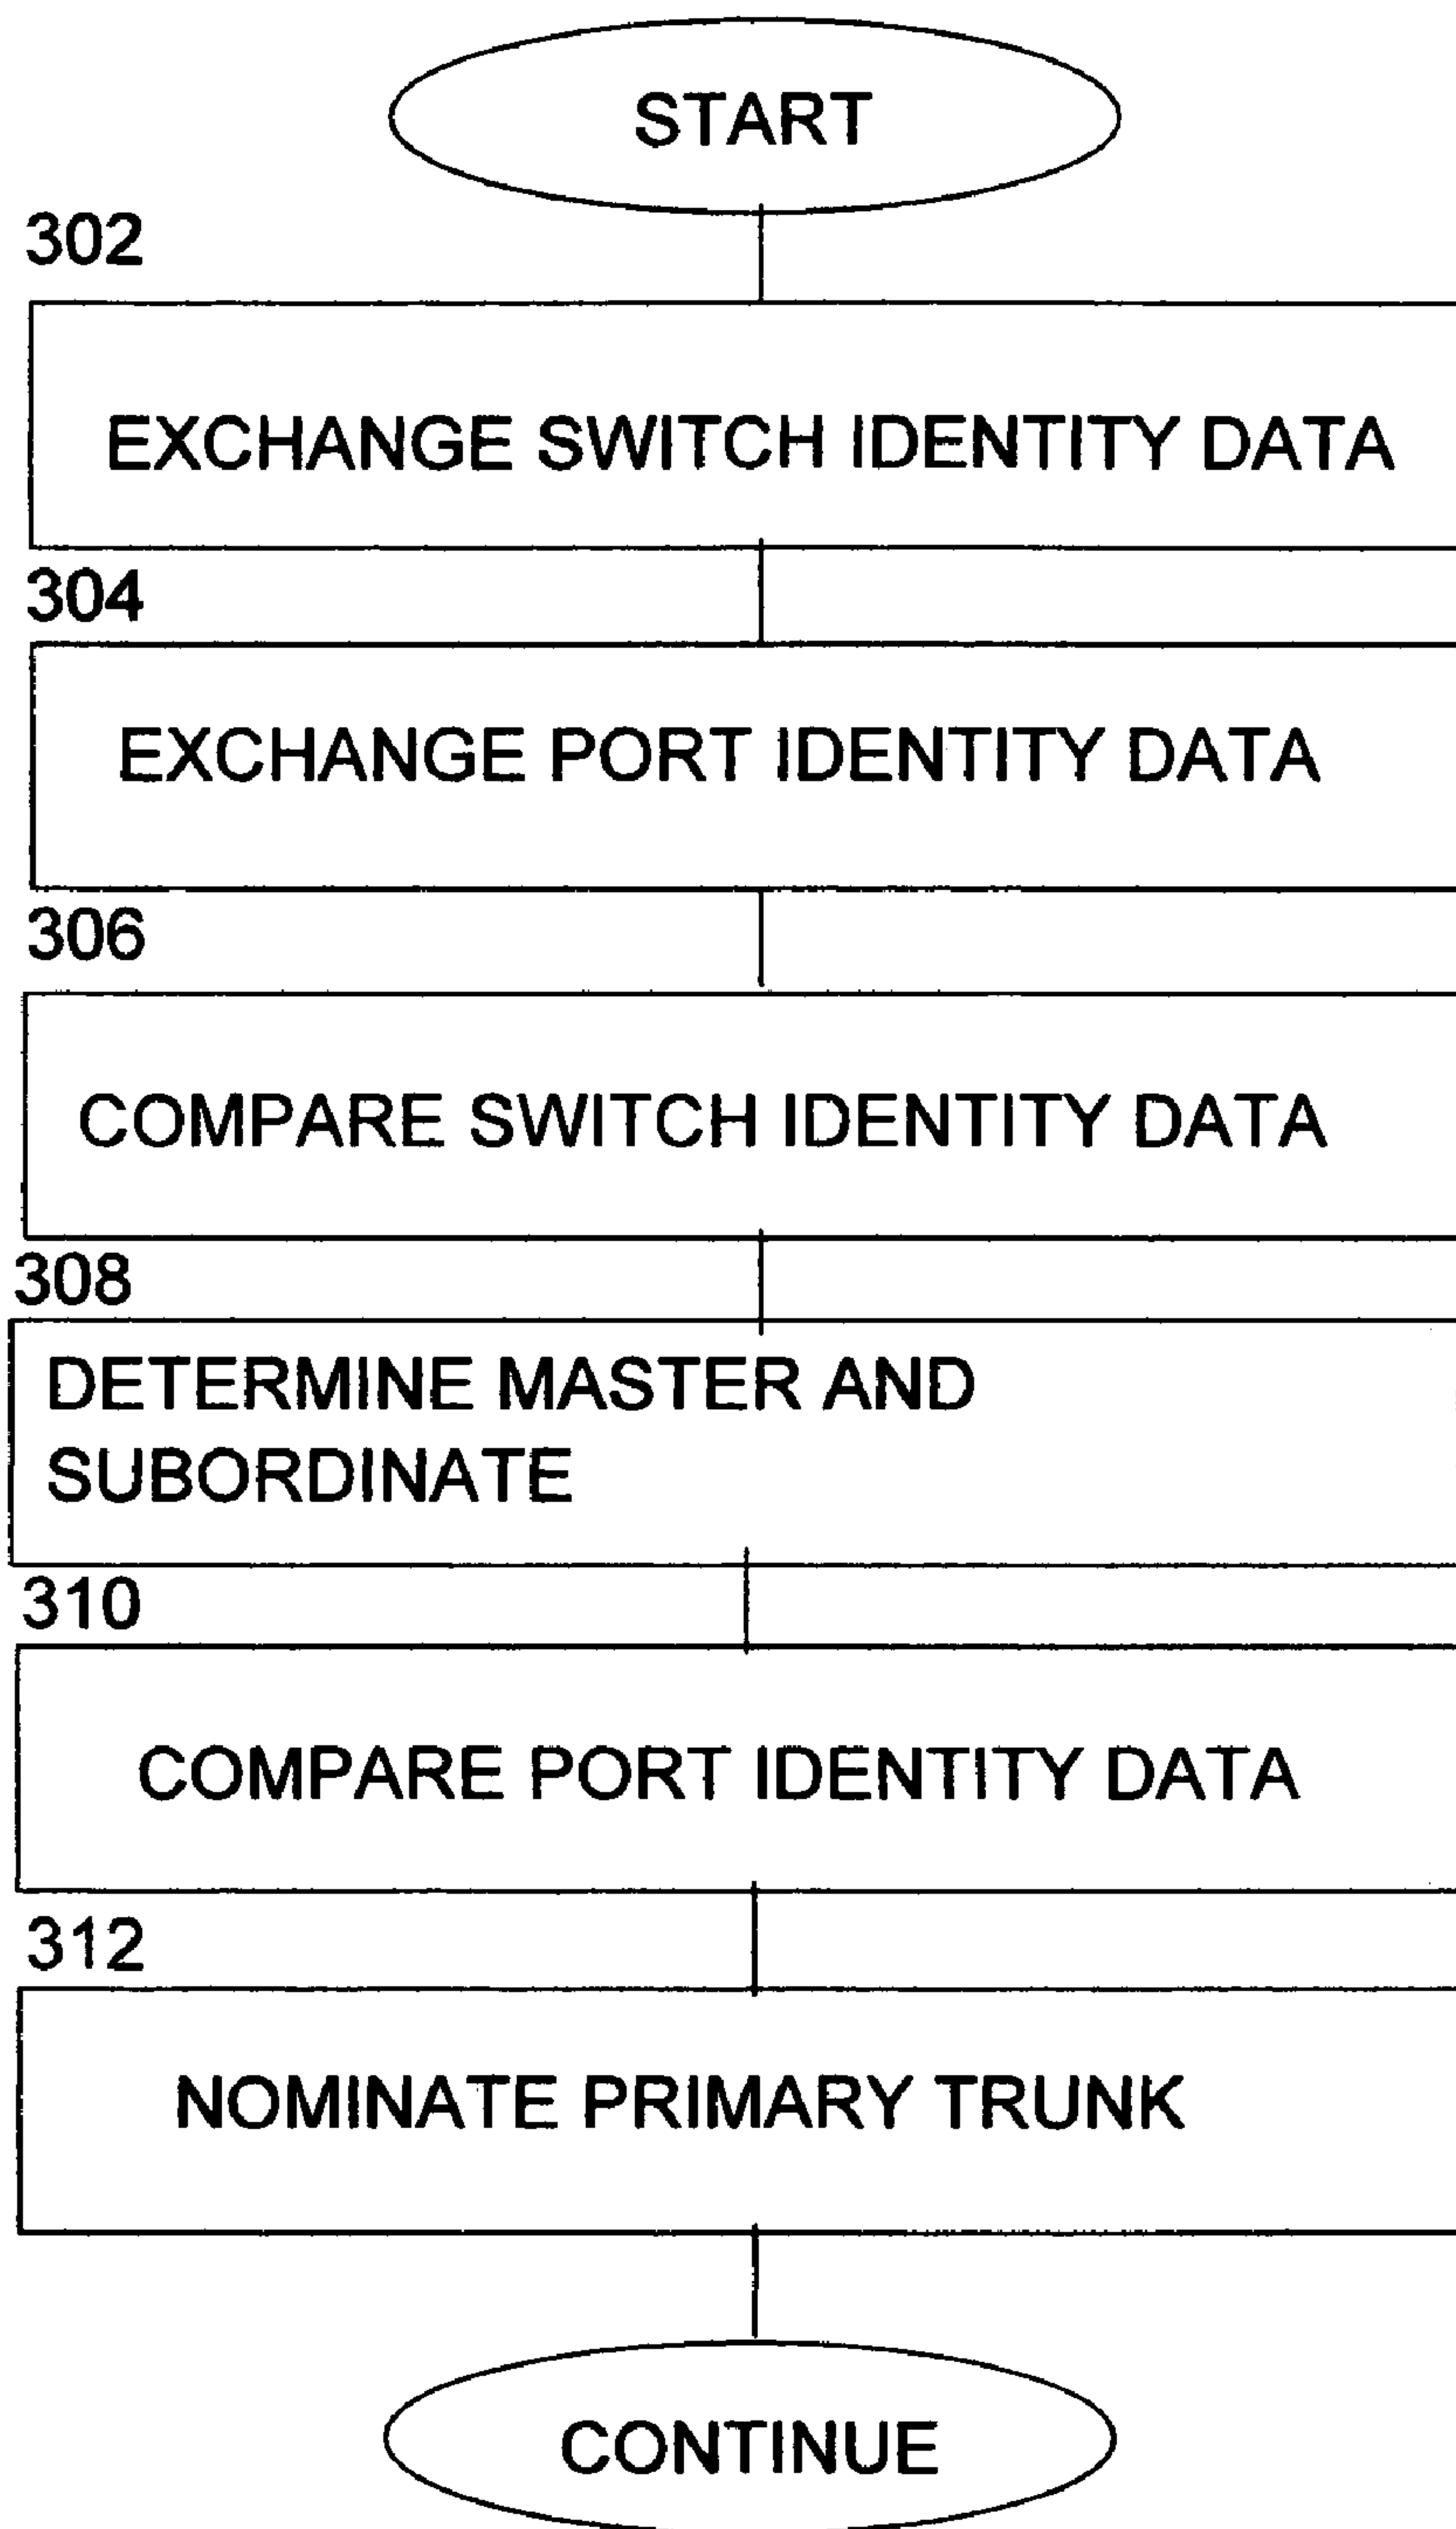 START
302
EXCHANGE SWITCH IDENTITY DATA
304
EXCHANGE PORT IDENTITY DATA
306
COMPARE SWITCH IDENTITY DATA
308
DETERMINE MASTER AND
SUBORDINATE
310
COMPARE PORT IDENTITY DATA
312
NOMINATE PRIMARY TRUNK
CONTINUE